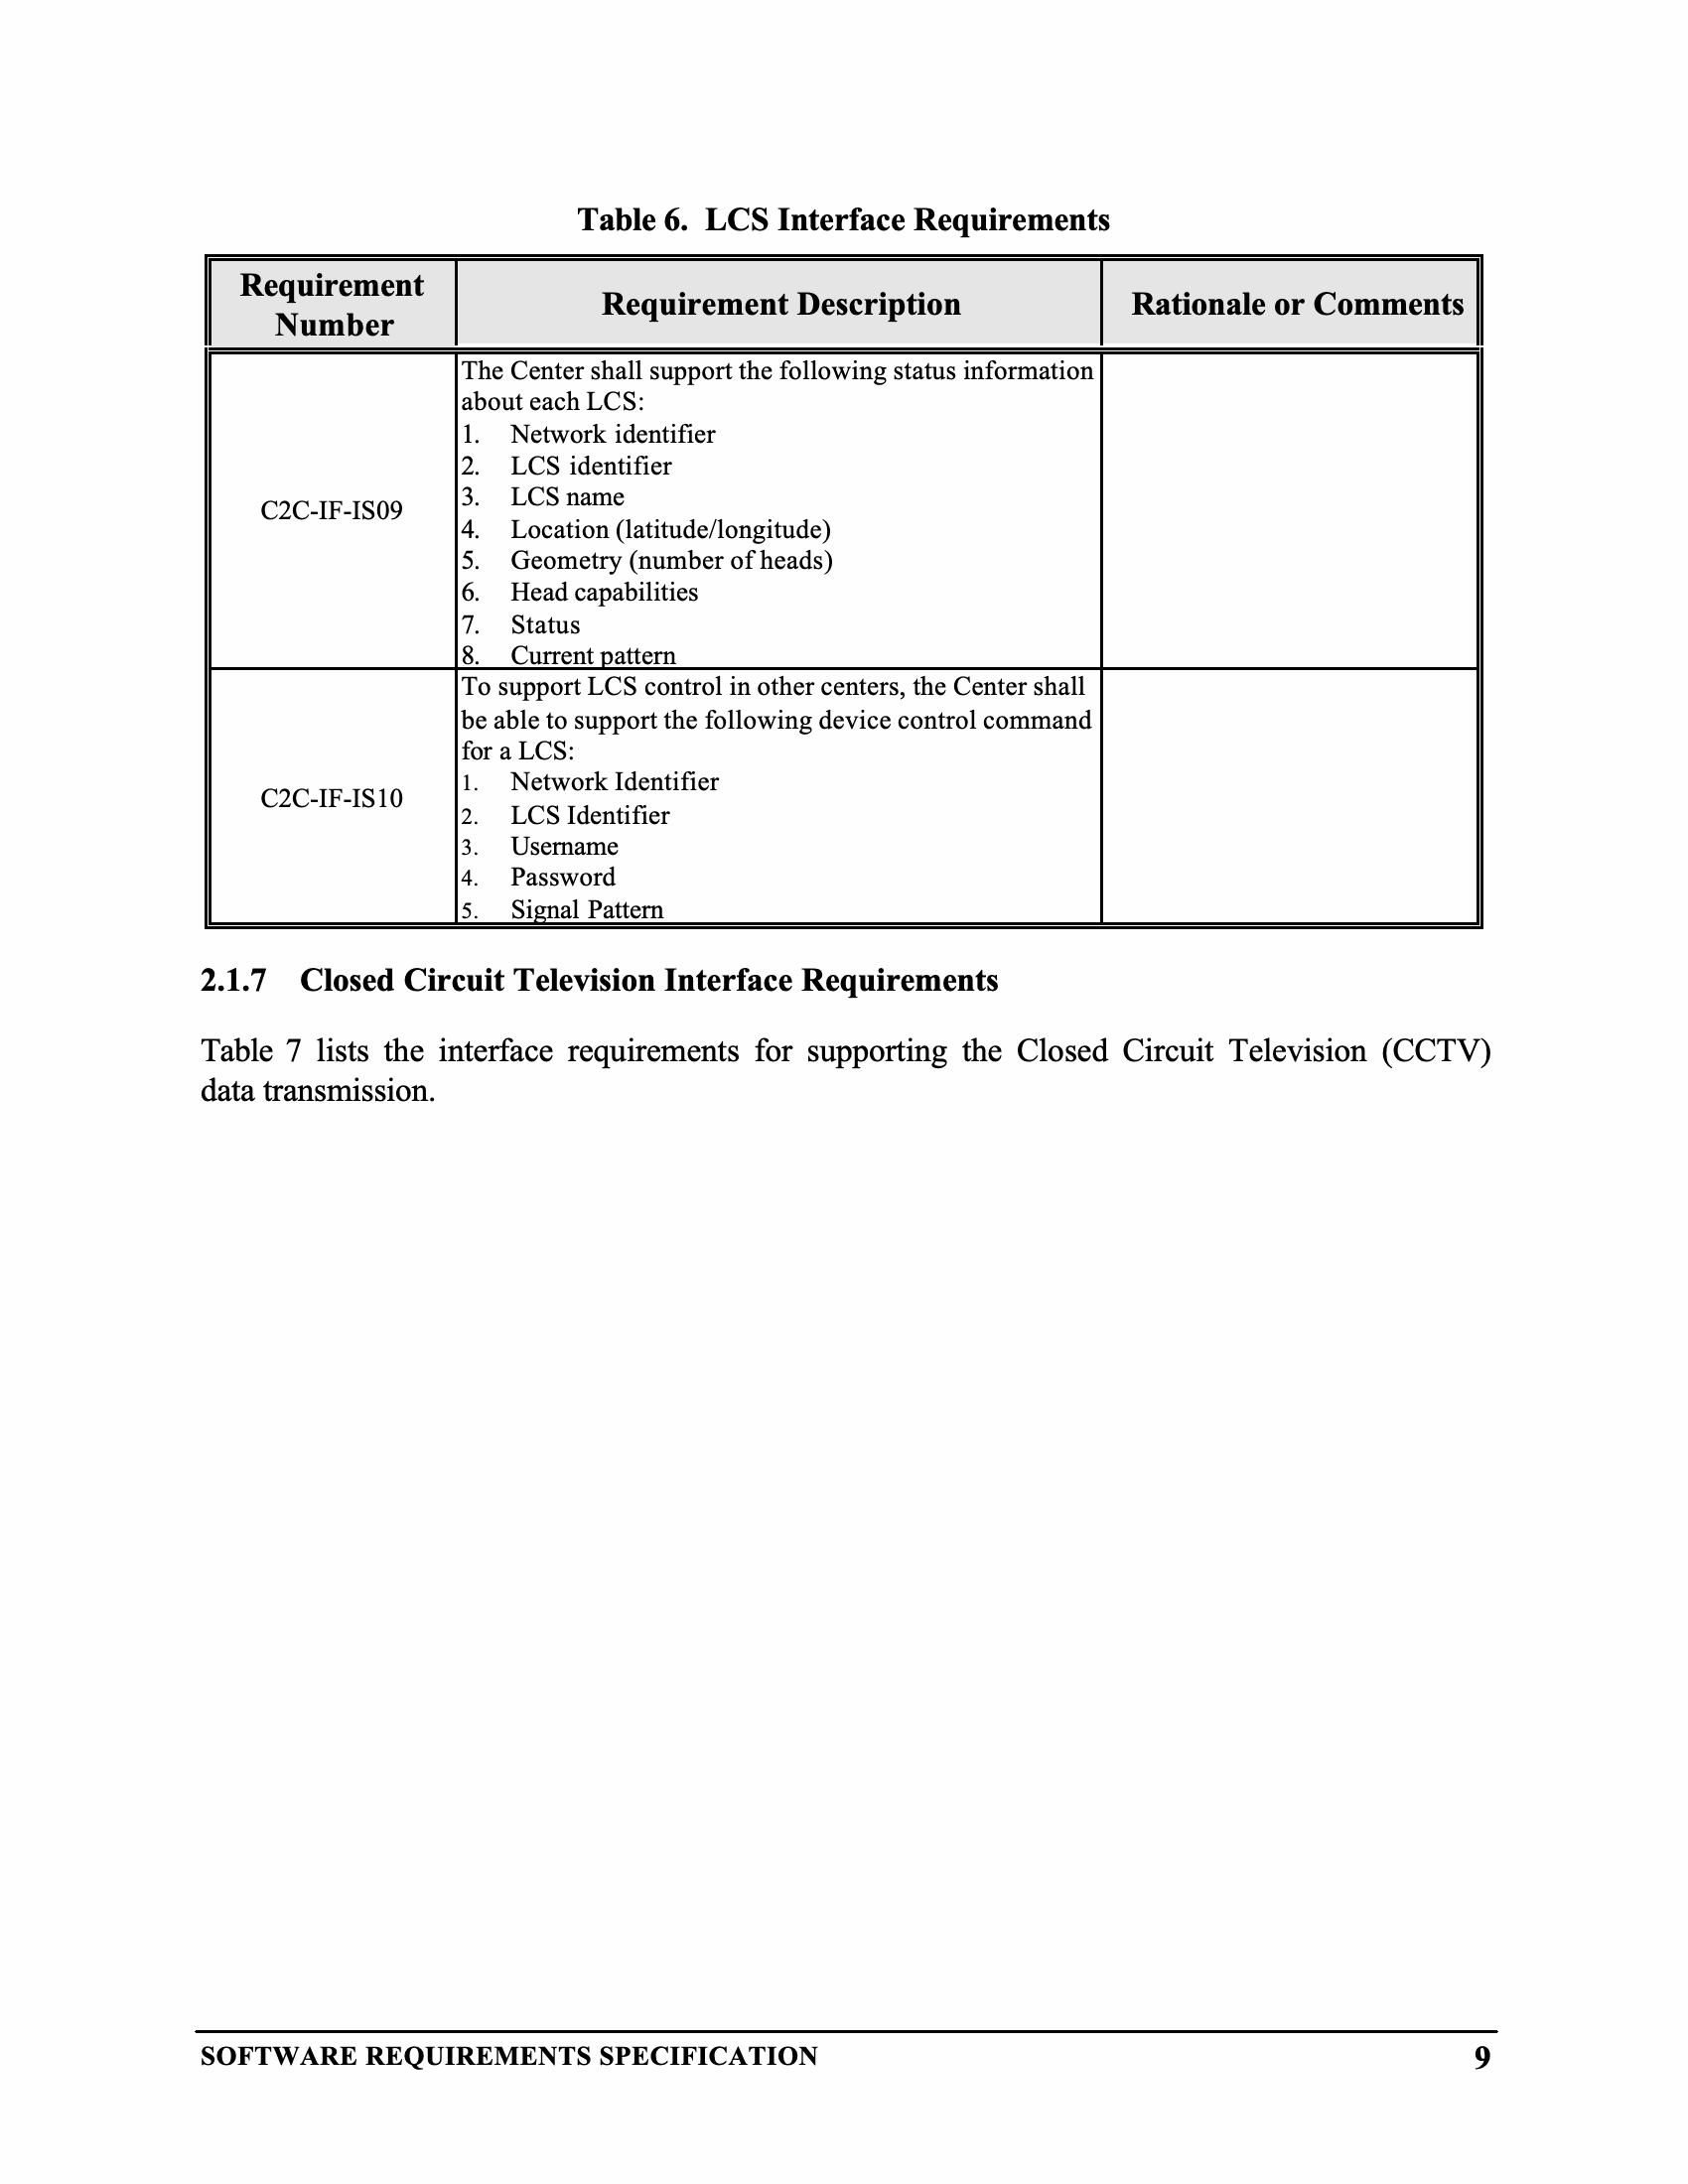 Table 6. LCS Interface Requirements
Requirement
Number
Requirement Description
Rationale or Comments
C2C-IF-IS09
The Center shall support the following status information
about each LCS:
1. Network identifier
2. LCS identifier
3. LCS name
4. Location (latitude/longitude)
5. Geometry (number of heads)
6. Head capabilities
7. Status
8. Current pattern
C2C-IF-IS10
To support LCS control in other centers, the Center shall
be able to support the following device control command
for a LCS:
1. Network Identifier
2. LCS Identifier
3. Username
4. Password
5. Signal Pattern
2.1.7 Closed Circuit Television Interface Requirements
Table 7 lists the interface requirements for supporting the Closed Circuit Television (CCTV)
data transmission.
SOFTWARE REQUIREMENTS SPECIFICATION 9